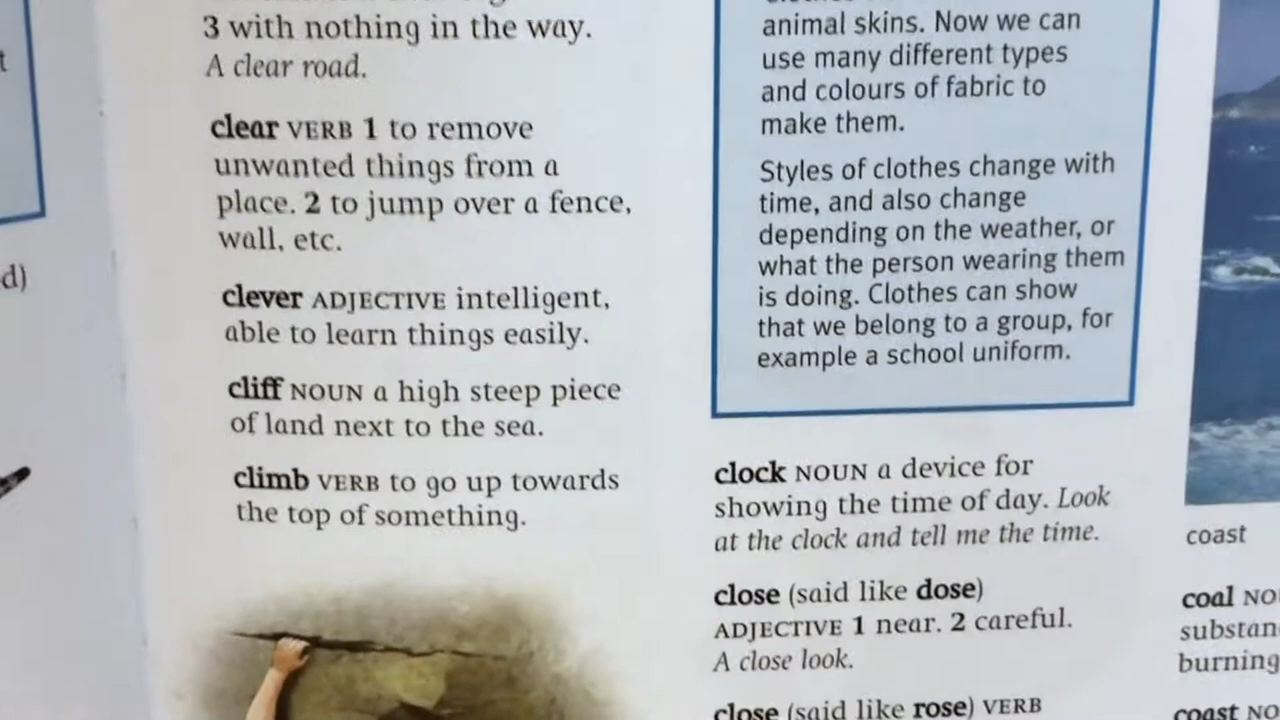 3 with nothing in the way.
A clear road.
clear VERB 1 to remove
unwanted things from a
place. 2 to jump over a fence,
wall, etc.
clever ADJECTIVE intelligent,
able to learn things easily.
cliff NOUN a high steep piece
of land next to the sea.
climb VERB to go up towards
the top of something.
animal skins. Now we can
use many different types
and colours of fabric to
make them.
Styles of clothes change with
time, and also change
depending on the weather, or
what the person wearing them
is doing. Clothes can show
that we belong to a group, for
example a school uniform.
clock NOUN a device for
showing the time of day. Look
at the clock and tell me the time.
close (said like dose)
ADJECTIVE 1 near. 2 careful.
A close look.
close (said like rose) VERB
coast
coal NO
substan
burning
coast NO